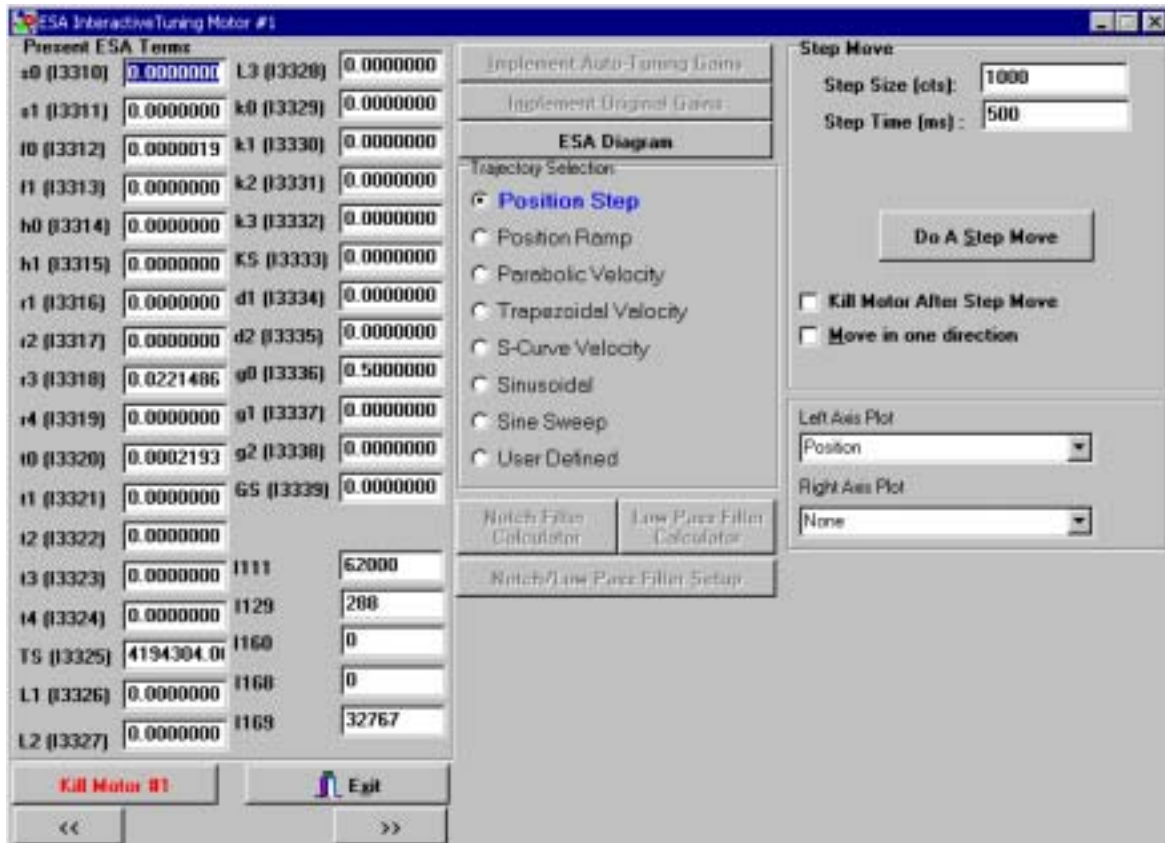 ESA InteractiveTuning Motor #1
Present ESA Terms
s0 (I3310) 0.0000000
s1 (I3311) 0.0000000
f0 (I3312) 0.0000019
f1 (I3313) 0.0000000
h0 (I3314) 0.0000000
h1 (I3315) 0.0000000
r1 (I3316) 0.0000000
r2 (I3317) 0.0000000
r3 (I3318) 0.0221486
r4 (I3319) 0.0000000
t0 (I3320) 0.0002193
t1 (I3321) 0.0000000
t2 (I3322) 0.0000000
t3 (I3323) 0.0000000
t4 (I3324) 0.0000000
TS (I3325) 4194304.00
L1 (I3326) 0.0000000
L2 (I3327) 0.0000000
L3 (I3328) 0.0000000
k0 (I3329) 0.0000000
k1 (I3330) 0.0000000
k2 (I3331) 0.0000000
k3 (I3332) 0.0000000
KS (I3333) 0.0000000
d1 (I3334) 0.0000000
d2 (I3335) 0.0000000
g0 (I3336) 0.5000000
g1 (I3337) 0.0000000
g2 (I3338) 0.0000000
GS (I3339) 0.0000000
I111 62000
I129 288
I160 0
I168 0
I169 32767
Kill Motor #1
Exit
<<
>>
Implement Auto-Tuning Gains
Implement Original Gains
ESA Diagram
Trajectory Selection
Position Step
Position Ramp
Parabolic Velocity
Trapezoidal Velocity
S-Curve Velocity
Sinusoidal
Sine Sweep
User Defined
Notch Filter
Calculator
Low Pass Filter
Calculator
Notch/Low Pass Filter Setup
Step Move
Step Size (cts): 1000
Step Time (ms) : 500
Do A Step Move
Kill Motor After Step Move
Move in one direction
Left Axis Plot
Position
Right Axis Plot
None